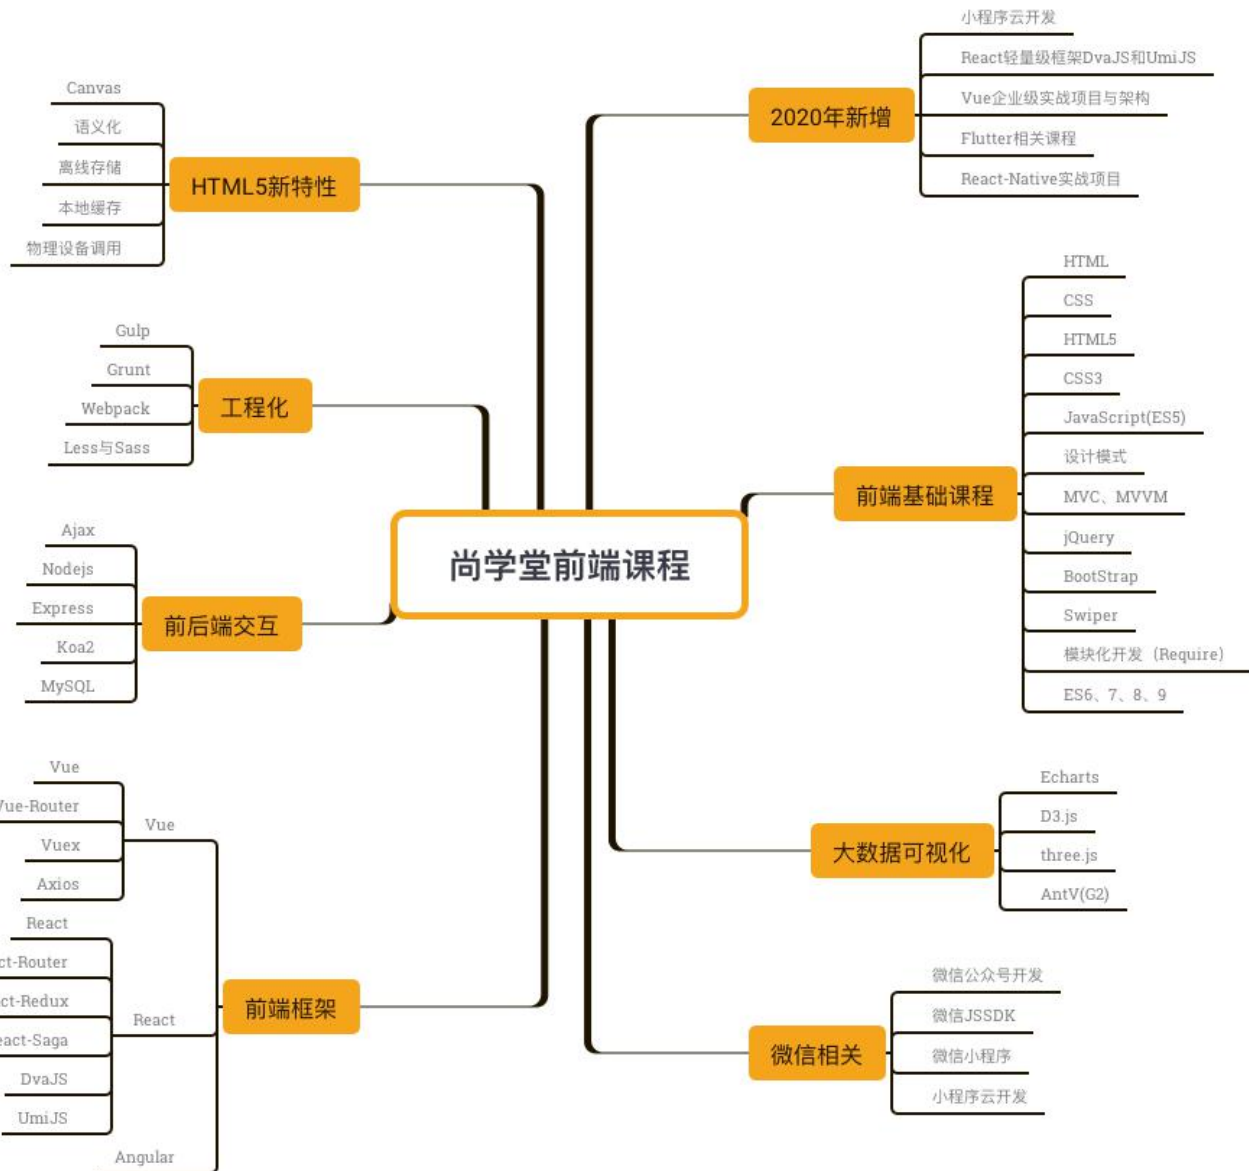 尚学堂前端课程
2020年新增
小程序云开发
React轻量级框架DvaJS和UmiJS
Vue企业级实战项目与架构
Flutter相关课程
React-Native实战项目
前端基础课程
HTML
CSS
HTML5
CSS3
JavaScript(ES5)
设计模式
MVC、MVVM
jQuery
BootStrap
Swiper
模块化开发（Require）
ES6、7、8、9
大数据可视化
Echarts
D3.js
three.js
AntV(G2)
微信相关
微信公众号开发
微信JSSDK
微信小程序
小程序云开发
HTML5新特性
Canvas
语义化
离线存储
本地缓存
物理设备调用
工程化
Gulp
Grunt
Webpack
Less与Sass
前后端交互
Ajax
Nodejs
Express
Koa2
MySQL
前端框架
Vue
Vue
Vue-Router
Vuex
Axios
React
React
ct-Router
ct-Redux
eact-Saga
DvaJS
UmiJS
Angular